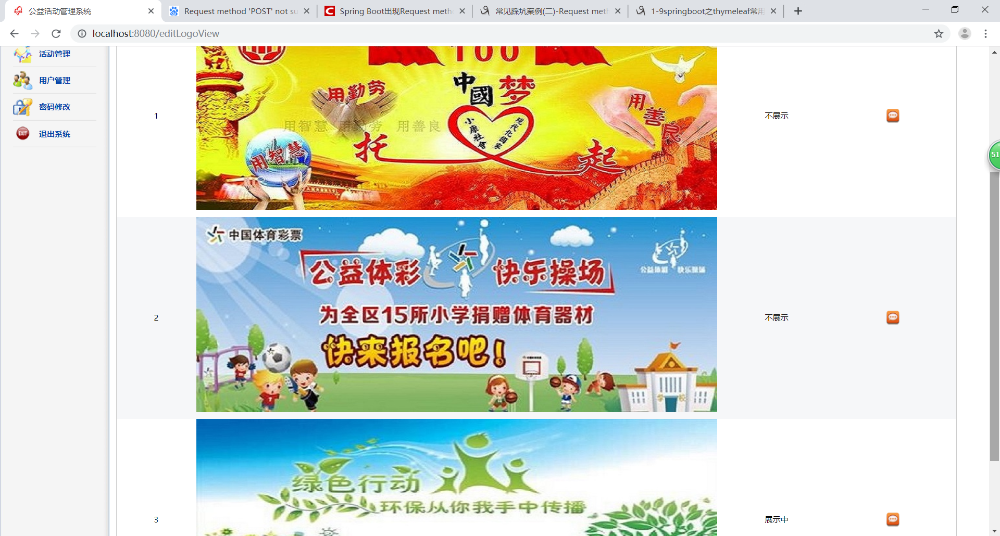 公益活动管理系统
Request method 'POST' not su
Spring Boot出现Request meth
常见踩坑案例(二)-Request meth
1-9springboot之thymeleaf常用
localhost:8080/editLogoView
活动管理
用户管理
密码修改
EXIT 退出系统
51
1
100
中國梦
用勤劳
用善良
用智慧 用勤劳 用善良
小康社會
现代化國家
托
起
用智慧
不展示
2
中国体育彩票
公益体彩 快乐操场
公益体彩 快乐操场
为全区15所小学捐赠体育器材
快来报名吧!
学校
不展示
3
绿色行动
环保从你我手中传播
展示中